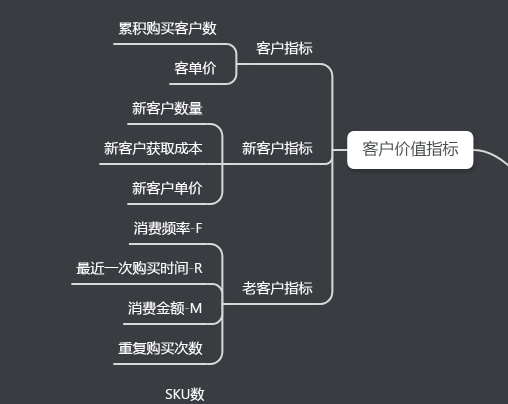 累积购买客户数
客户指标
客单价
新客户数量
新客户获取成本
新客户指标
客户价值指标
新客户单价
消费频率-F
最近一次购买时间-R
老客户指标
消费金额-M
重复购买次数
SKU数